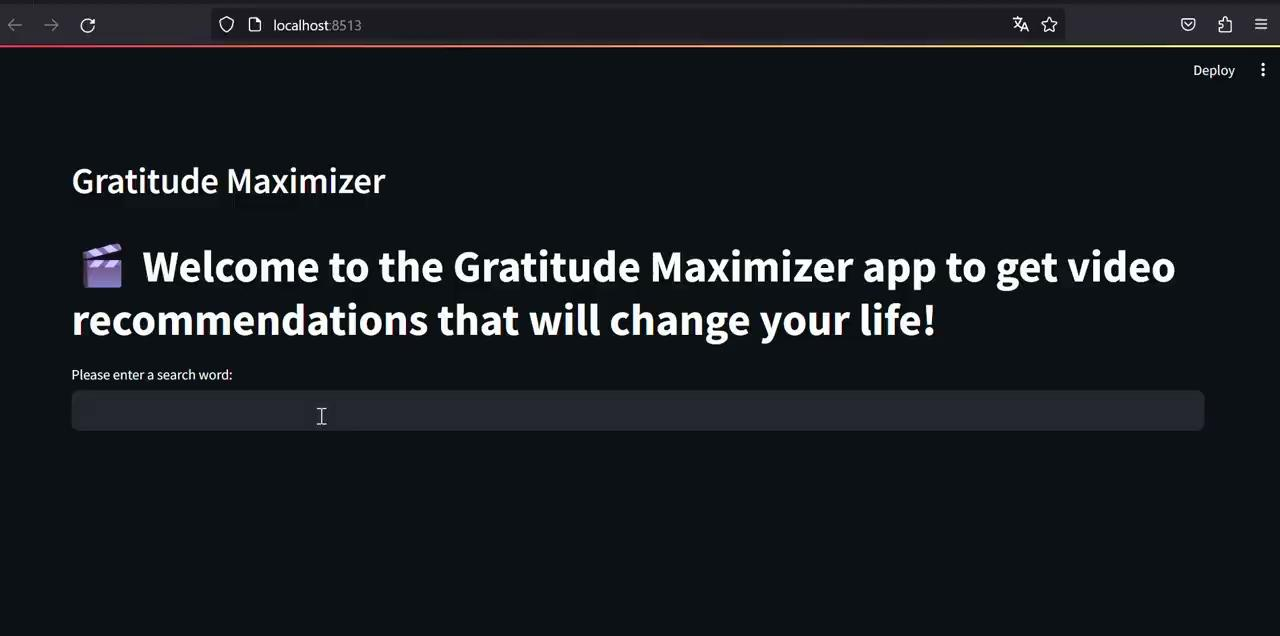 localhost:8513
Deploy
Gratitude Maximizer
🎬 Welcome to the Gratitude Maximizer app to get video
recommendations that will change your life!
Please enter a search word: